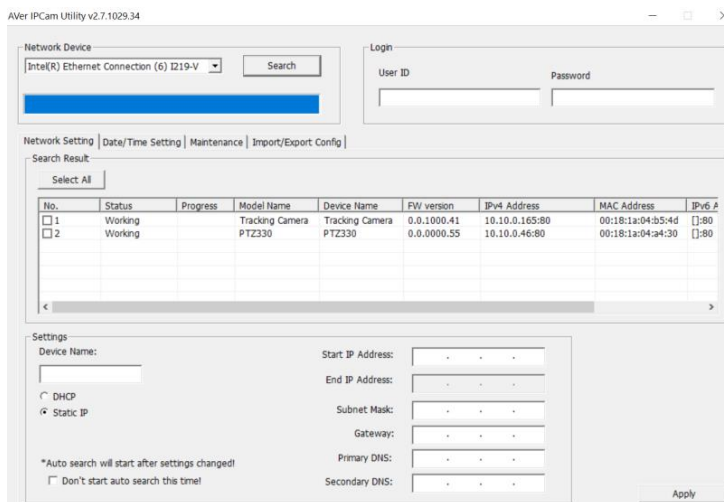 AVer IPCam Utility v2.7.1029.34
Network Device
Intel(R) Ethernet Connection (6) I219-V
Search
Login
User ID
Password
Network Setting Date/Time Setting Maintenance Import/Export Config
Search Result
Select All
No. Status Progress Model Name Device Name FW version IPv4 Address MAC Address IPv6 A
1 Working Tracking Camera Tracking Camera 0.0.1000.41 10.10.0.165:80 00:18:1a:04:b5:4d []:80
2 Working PTZ330 PTZ330 0.0.0000.55 10.10.0.46:80 00:18:1a:04:a4:30 []:80
Settings
Device Name:
DHCP
Static IP
*Auto search will start after settings changed!
Don't start auto search this time!
Start IP Address:
End IP Address:
Subnet Mask:
Gateway:
Primary DNS:
Secondary DNS:
Apply